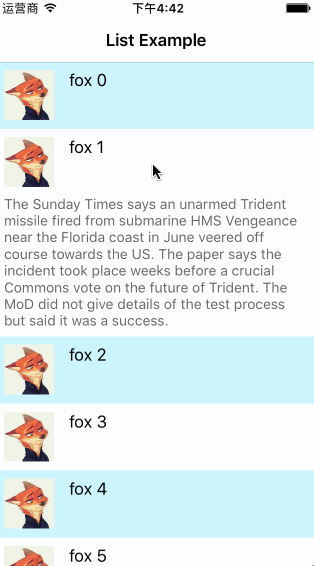 运营商 下午4:42
List Example
fox 0
fox 1
The Sunday Times says an unarmed Trident
missile fired from submarine HMS Vengeance
near the Florida coast in June veered off
course towards the US. The paper says the
incident took place weeks before a crucial
Commons vote on the future of Trident. The
MoD did not give details of the test process
but said it was a success.
fox 2
fox 3
fox 4
fox 5